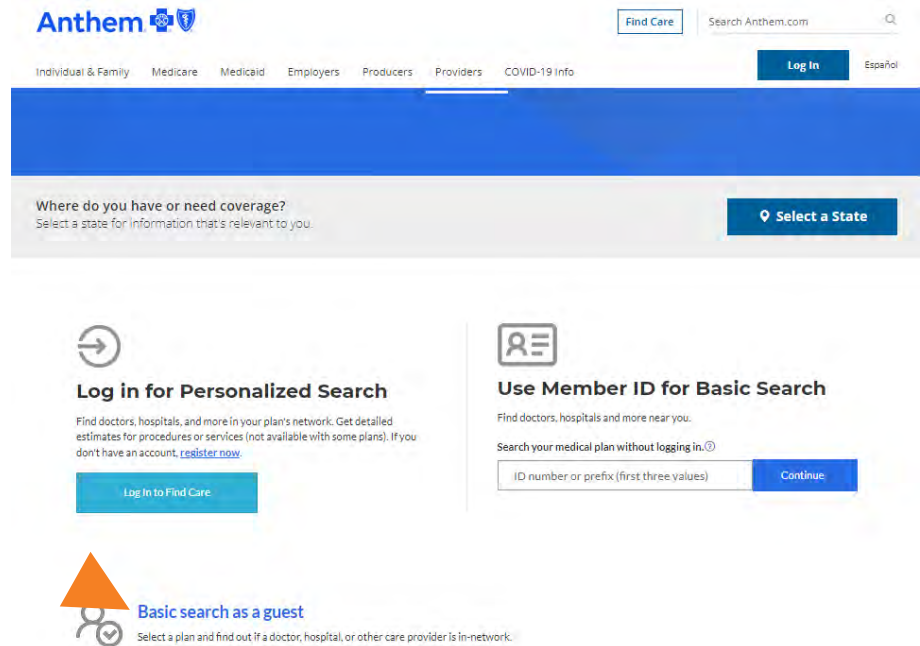 Anthem
Find Care
Search Anthem.com
Individual & Family Medicare Medicaid Employers Producers Providers COVID-19 Info
Log In
Español
Where do you have or need coverage?
Select a state for information that's relevant to you.
Select a State
Log in for Personalized Search
Find doctors, hospitals, and more in your plan's network. Get detailed
estimates for procedures or services (not available with some plans). If you
don't have an account, register now.
Log In to Find Care
Use Member ID for Basic Search
Find doctors, hospitals and more near you.
Search your medical plan without logging in.
ID number or prefix (first three values)
Continue
Basic search as a guest
Select a plan and find out if a doctor, hospital, or other care provider is in-network.